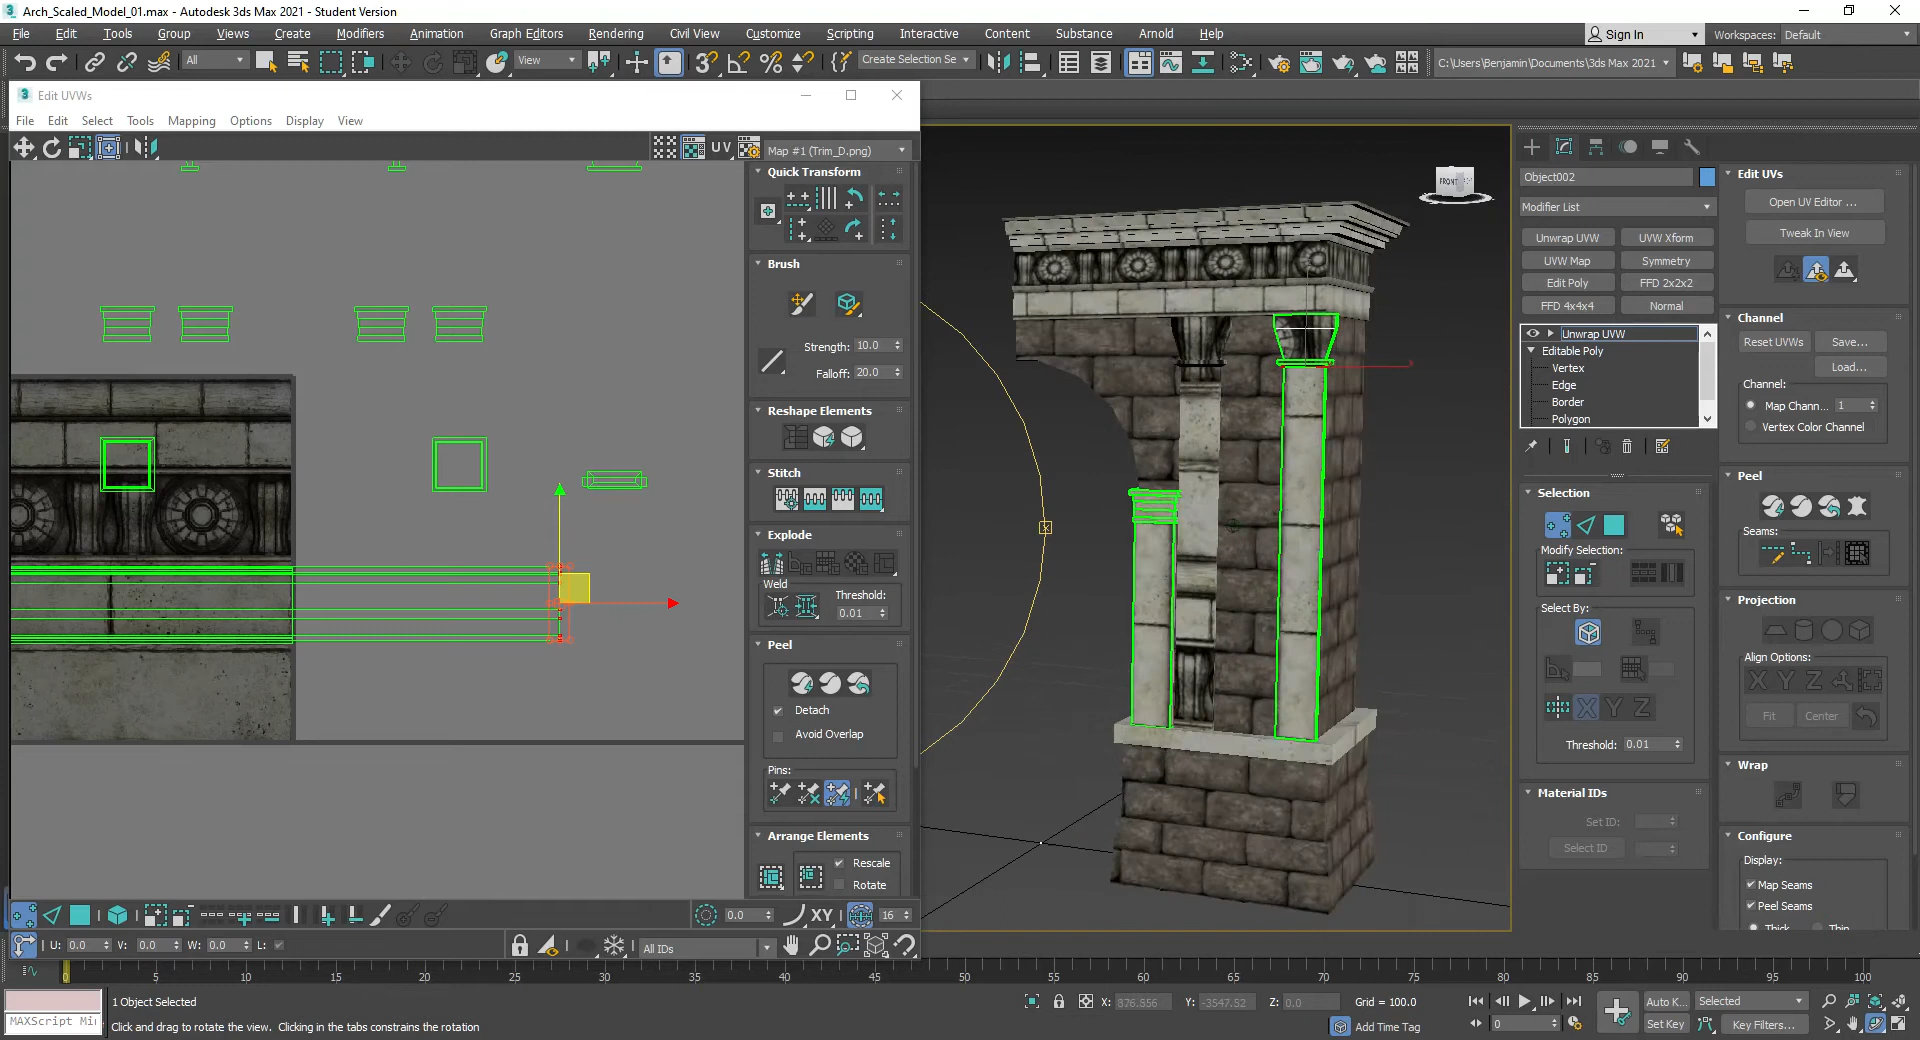 Arch_Scaled_Model_01.max - Autodesk 3ds Max 2021 - Student Version
File Edit Tools Group Views Create Modifiers Animation Graph Editors Rendering Civil View Customize Scripting Interactive Content Substance Arnold Help
Sign In
Workspaces: Default
All
View
Create Selection Se
C:\Users\Benjamin\Documents\3ds Max 2021
Edit UVWs
File Edit Select Tools Mapping Options Display View
UV
Map #1 (Trim_D.png)
Quick Transform
Brush
Strength: 10.0
Falloff: 20.0
Reshape Elements
Stitch
Explode
Weld
Threshold:
0.01
Peel
Detach
Avoid Overlap
Pins:
Arrange Elements
Rescale
Rotate
0.0
XY
16
U: 0.0 V: 0.0 W: 0.0 L:
All IDs
FRONT
Object002
Modifier List
Unwrap UVW UVW Xform
UVW Map Symmetry
Edit Poly FFD 2x2x2
FFD 4x4x4 Normal
Unwrap UVW
Editable Poly
Vertex
Edge
Border
Polygon
Selection
Modify Selection:
Select By:
X Y Z
Threshold: 0.01
Material IDs
Set ID:
Select ID
Edit UVs
Open UV Editor ...
Tweak In View
Channel
Reset UVWs Save...
Load...
Channel:
Map Chann... 1
Vertex Color Channel
Peel
Seams:
Projection
Align Options:
X Y Z
Fit Center
Wrap
Configure
Display:
Map Seams
Peel Seams
Thick Thin
0 5 10 15 20 25 30 35 40 45 50 55 60 65 70 75 80 85 90 95 100
1 Object Selected
MAXScript Mi
Click and drag to rotate the view. Clicking in the tabs constrains the rotation
X: 876.856 Y: -3547.52 Z: 0.0 Grid = 100.0
Add Time Tag
0
Auto K... Selected
Set Key Key Filters...